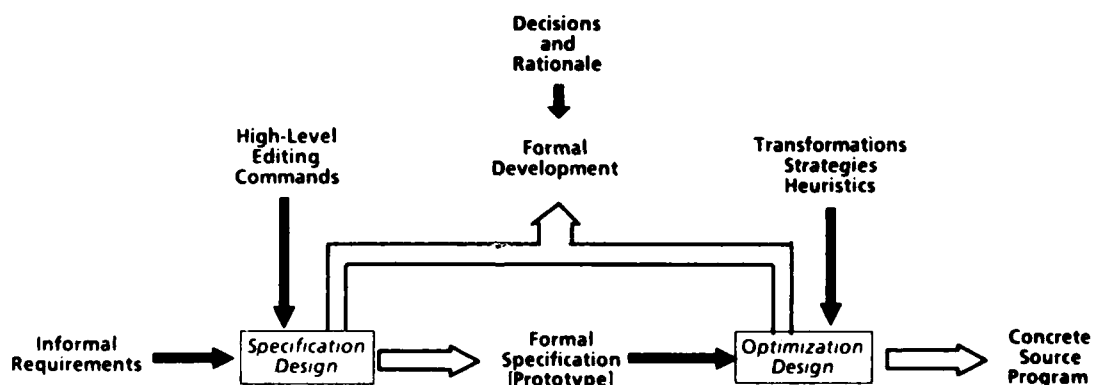 Decisions
and
Rationale
High-Level
Editing
Commands
Formal
Development
Transformations
Strategies
Heuristics
Informal
Requirements
Specification
Design
Formal
Specification
[Prototype]
Optimization
Design
Concrete
Source
Program